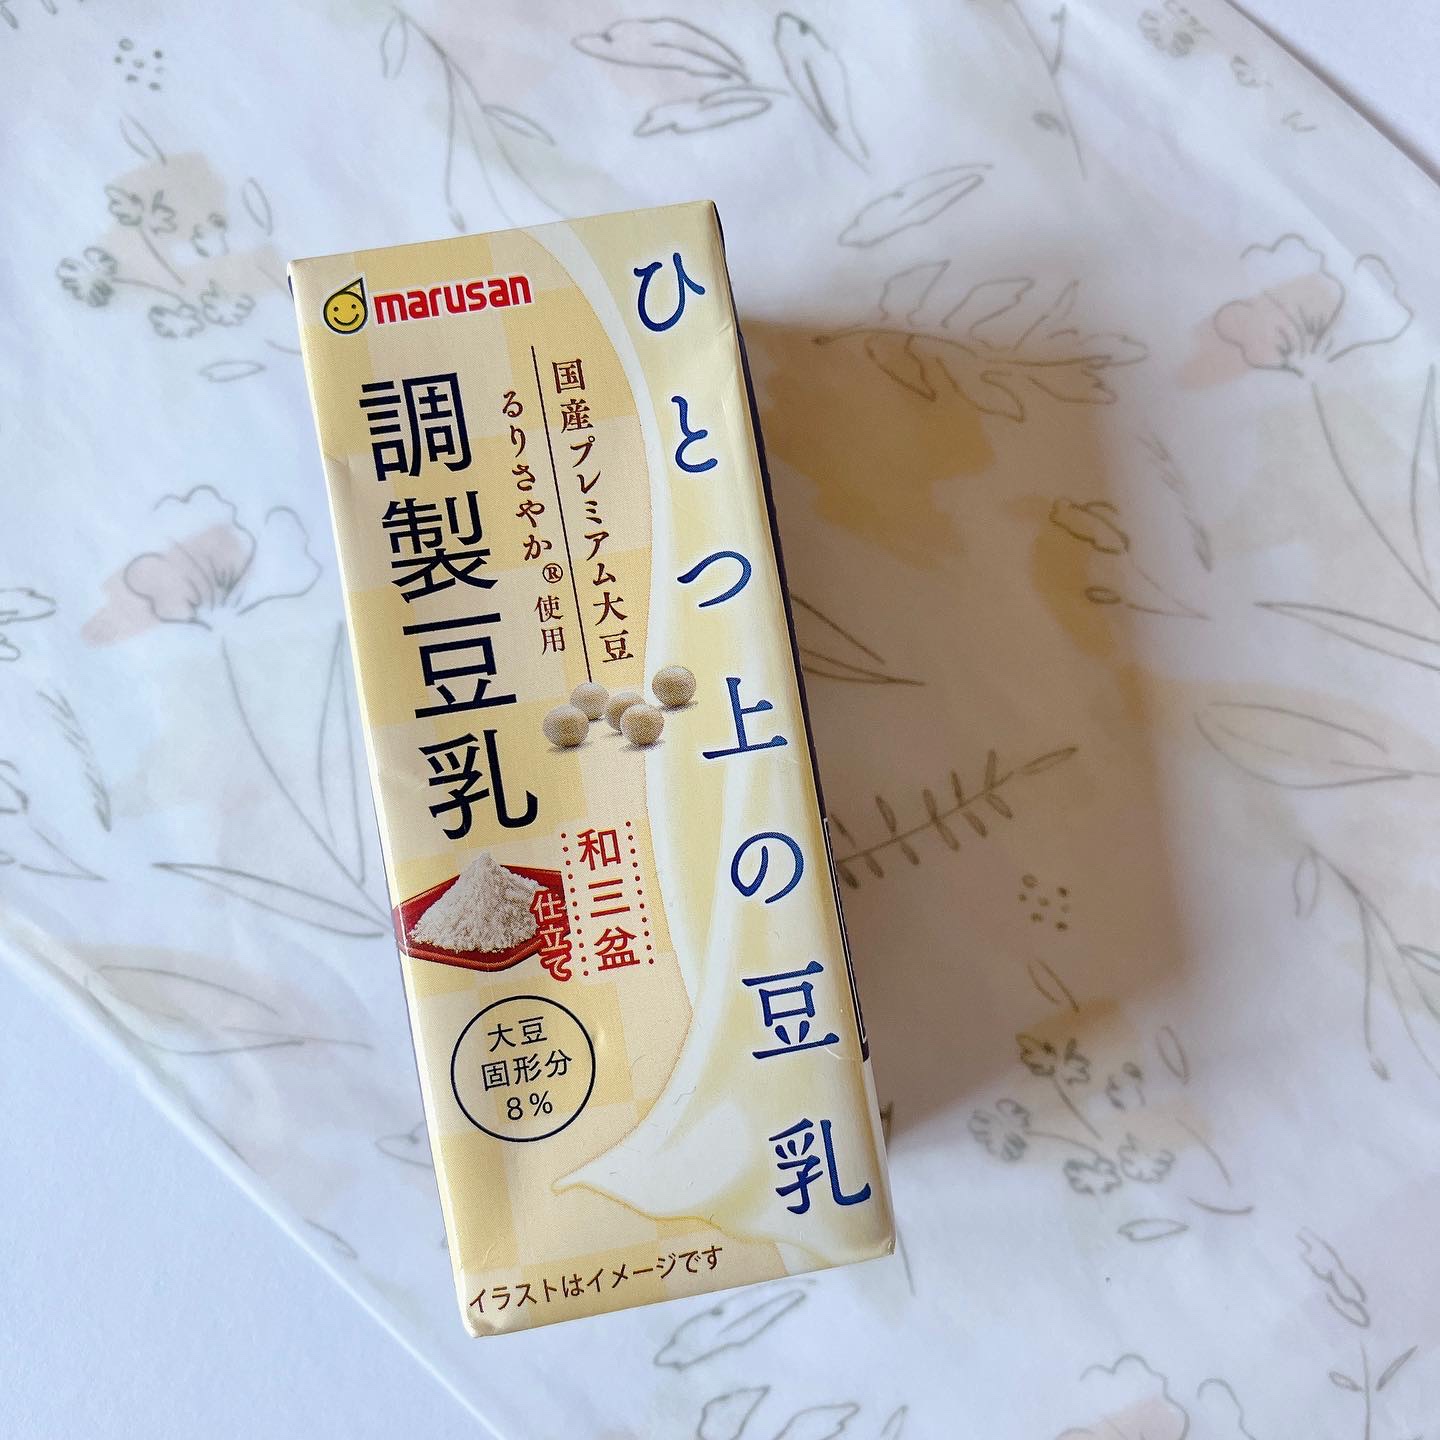 marusan
ひとつ上の豆乳
国産プレミアム大豆
るりさやか®使用
調製豆乳
和三盆
仕立て
大豆
固形分
8%
イラストはイメージです